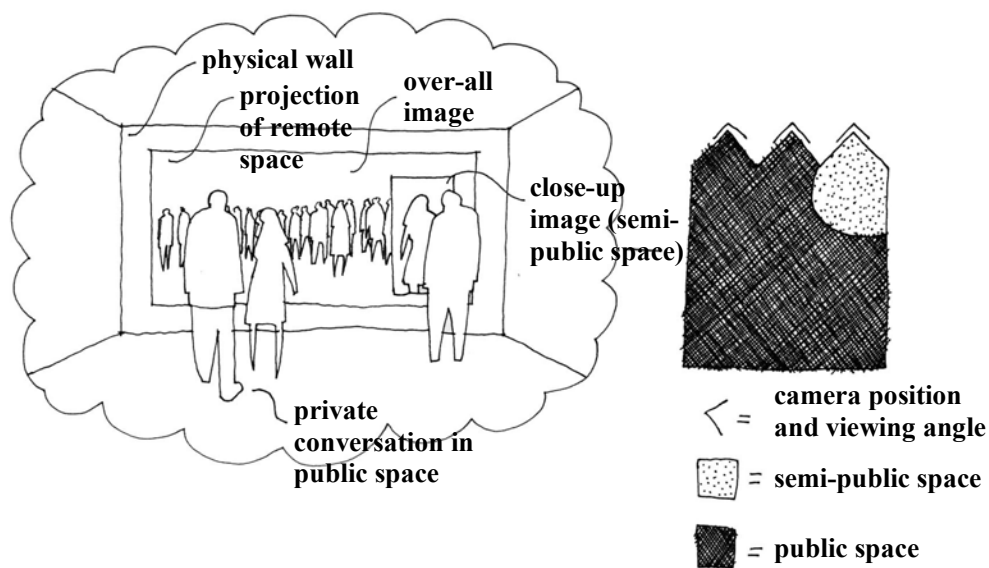 physical wall
projection
of remote
space
over-all
image
close-up
image (semi-
public space)
private
conversation in
public space
= camera position
and viewing angle
= semi-public space
= public space